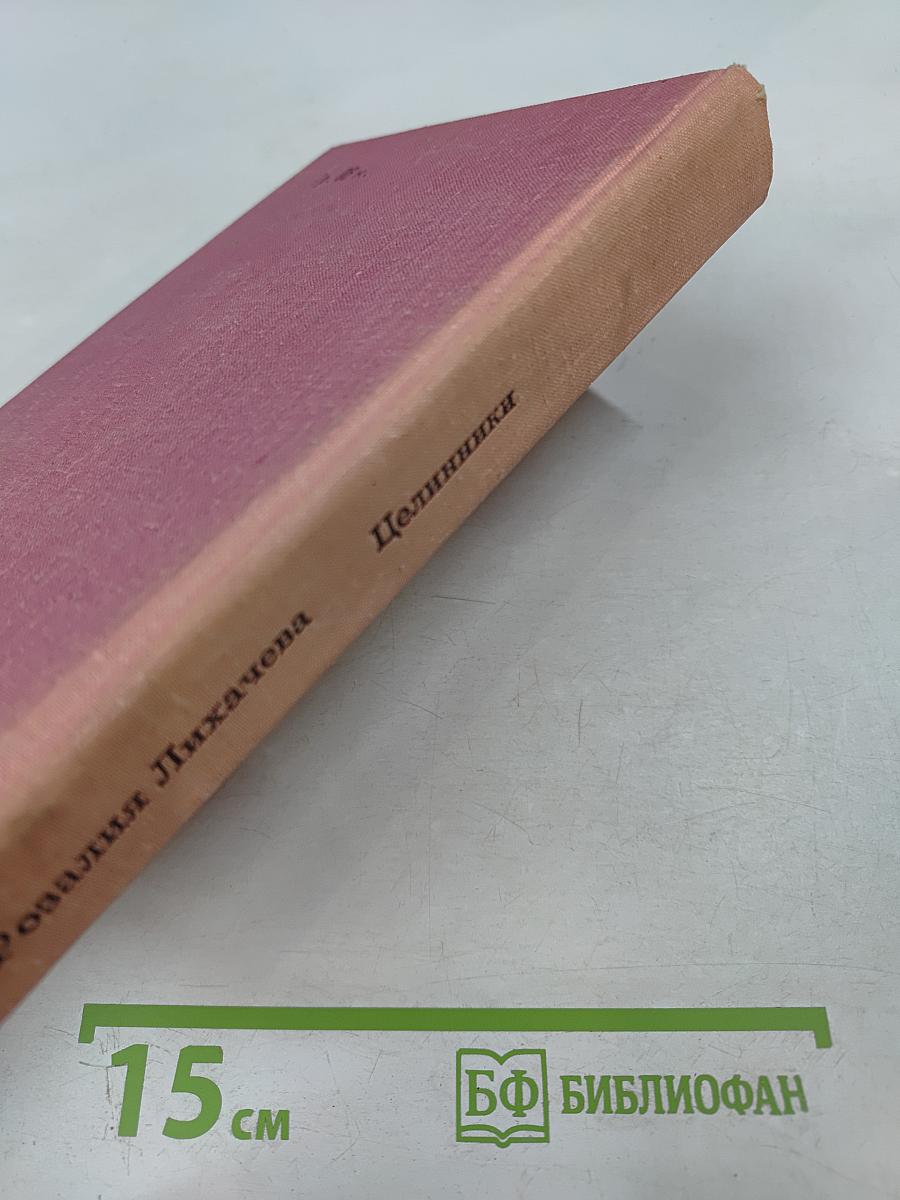 Розалия Лихачева Целинники
15 см
БФ БИБЛИОФАН